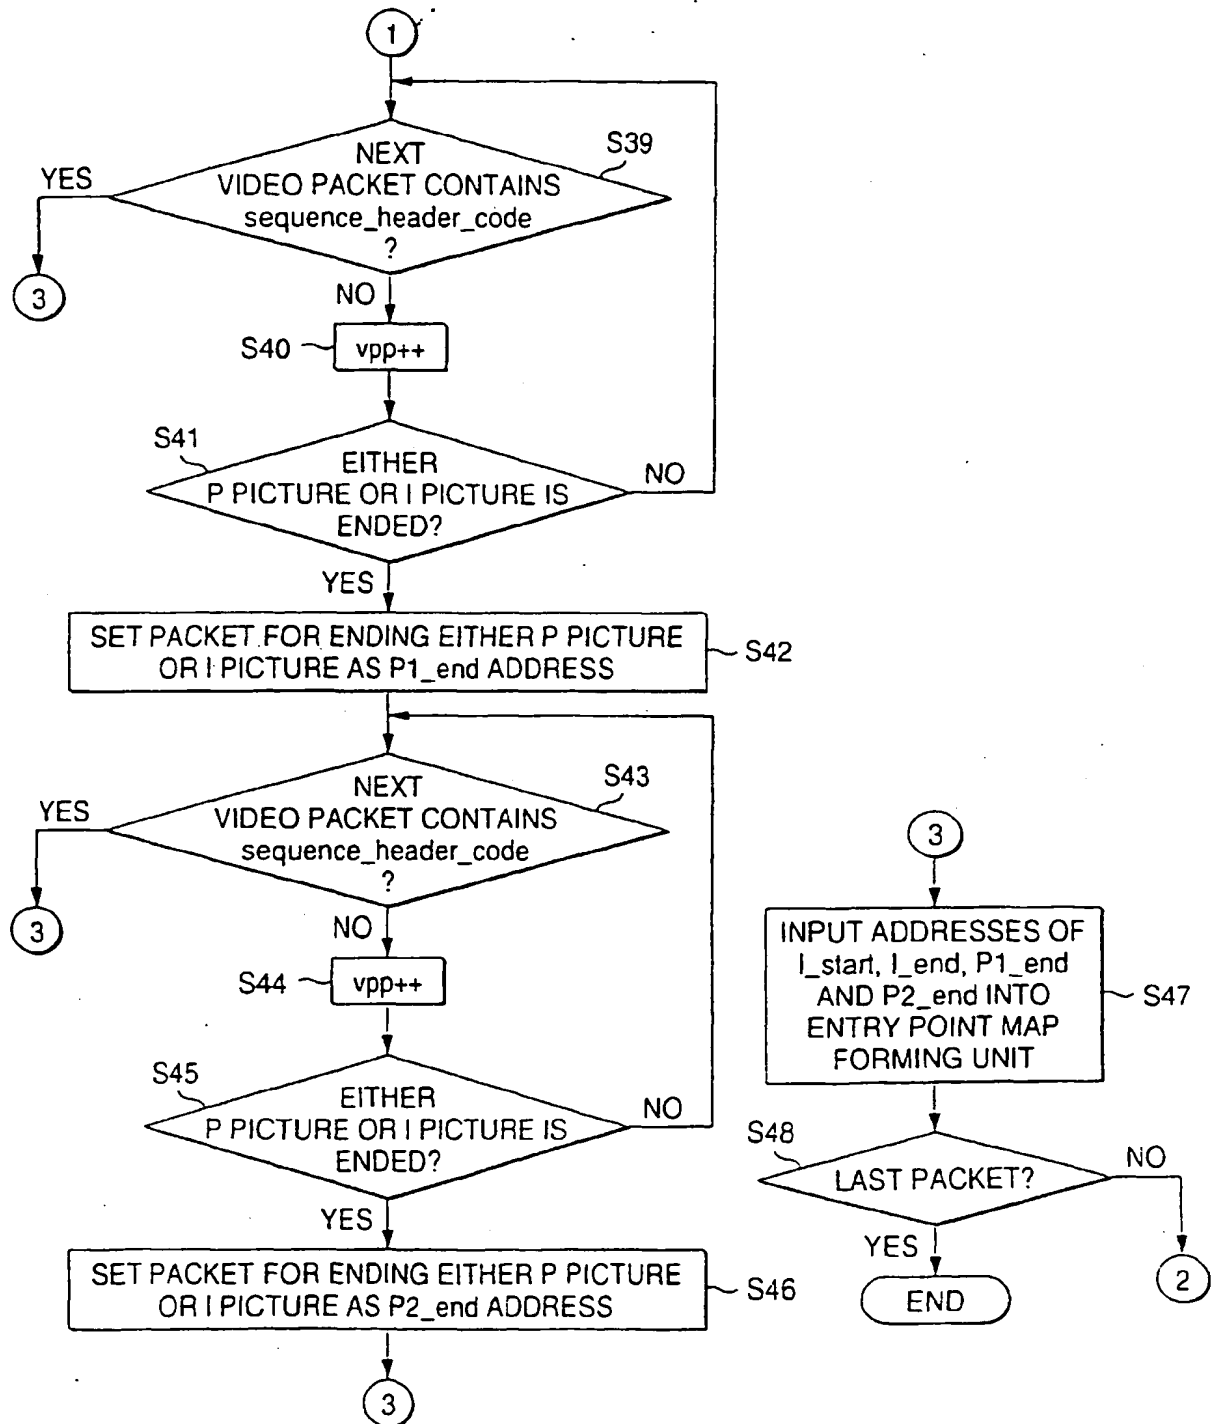 1
S39
NEXT
VIDEO PACKET CONTAINS
sequence_header_code
?
YES
3
NO
S40
vpp++
S41
EITHER
P PICTURE OR I PICTURE IS
ENDED?
NO
YES
SET PACKET FOR ENDING EITHER P PICTURE
OR I PICTURE AS P1_end ADDRESS
S42
S43
NEXT
VIDEO PACKET CONTAINS
sequence_header_code
?
YES
3
NO
S44
vpp++
S45
EITHER
P PICTURE OR I PICTURE IS
ENDED?
NO
YES
SET PACKET FOR ENDING EITHER P PICTURE
OR I PICTURE AS P2_end ADDRESS
S46
3
3
INPUT ADDRESSES OF
I_start, I_end, P1_end
AND P2_end INTO
ENTRY POINT MAP
FORMING UNIT
S47
S48
LAST PACKET?
NO
YES
2
END